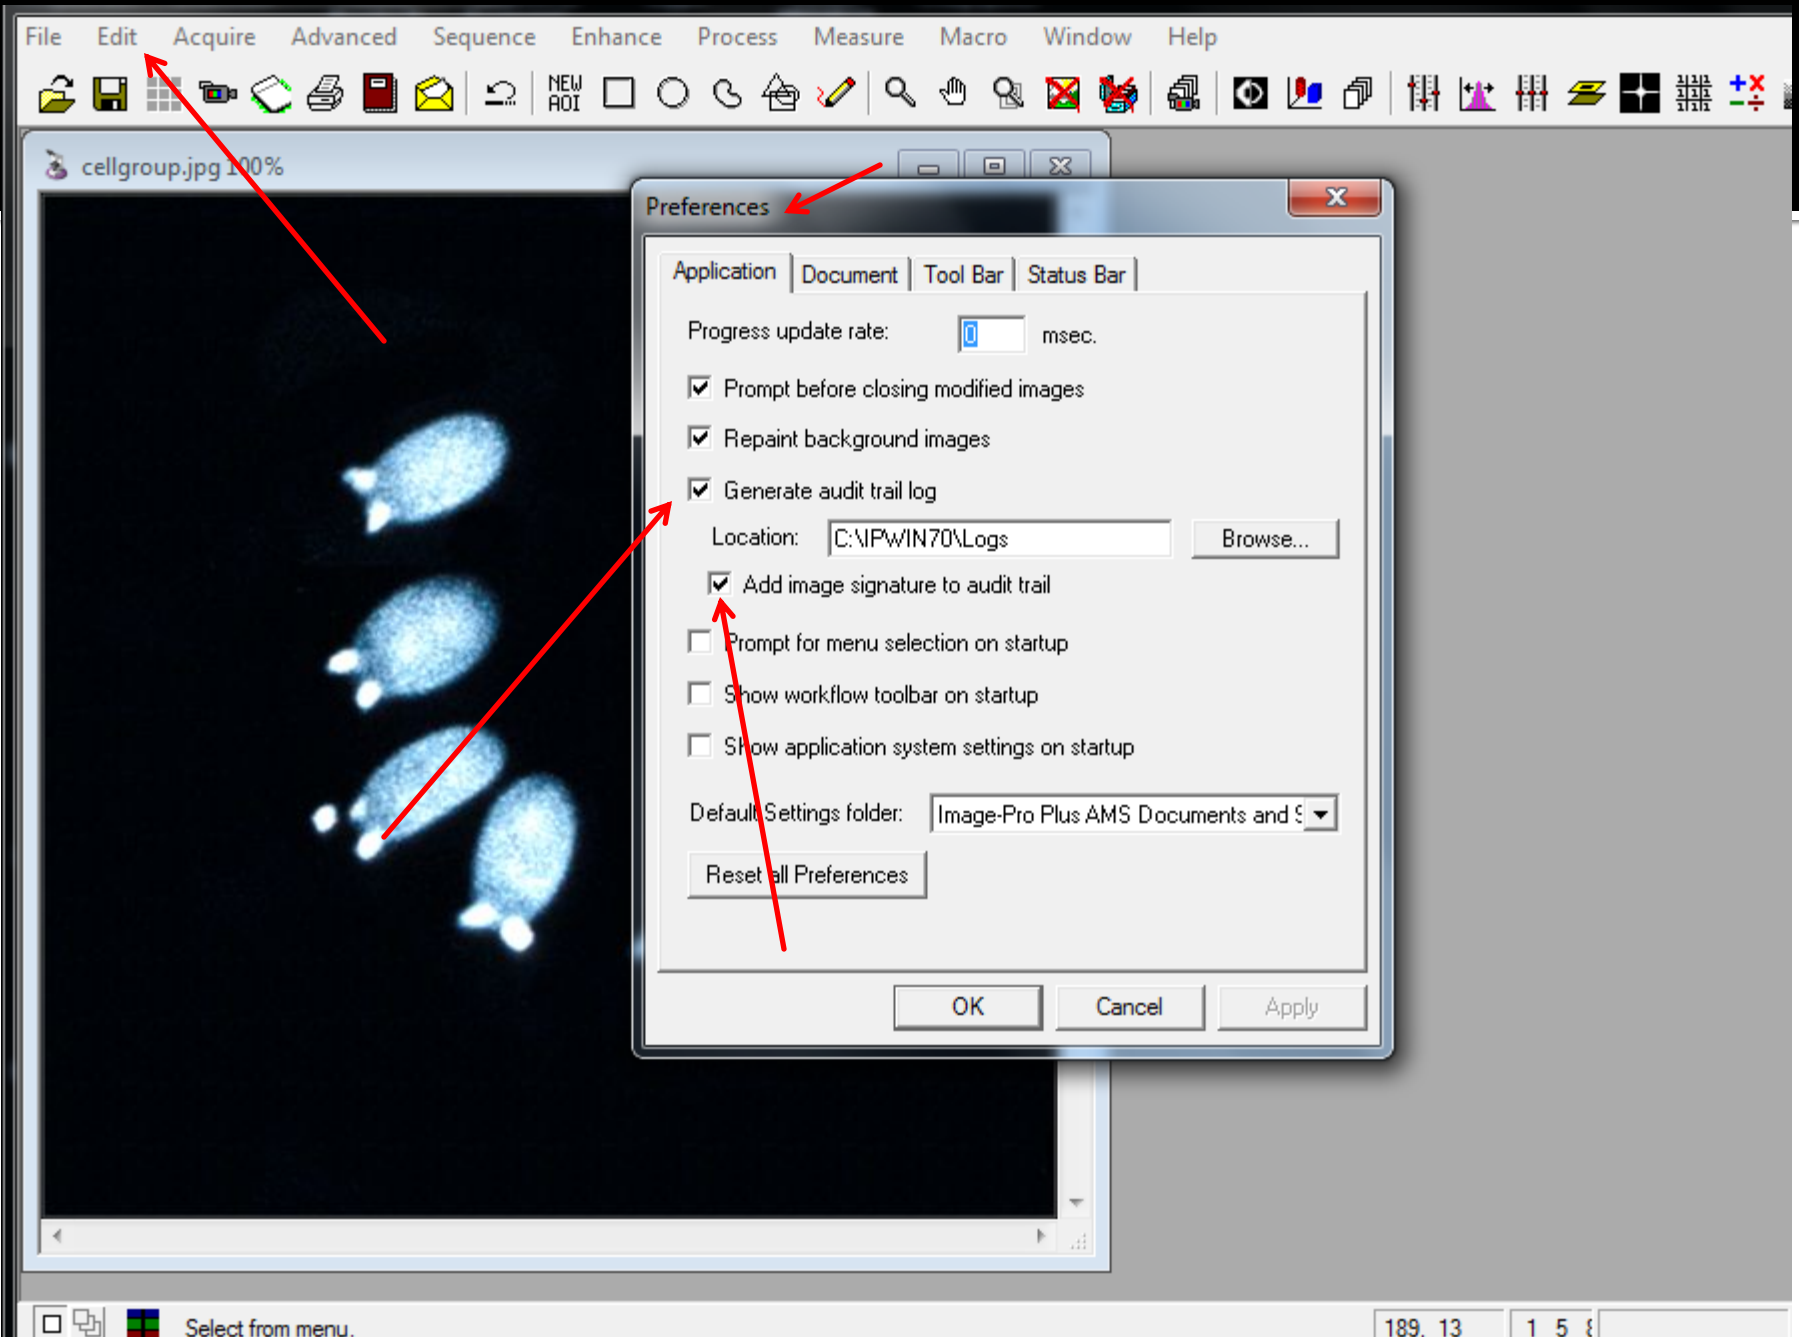 File Edit Acquire Advanced Sequence Enhance Process Measure Macro Window Help
NEW
AOI
cellgroup.jpg 100%
Preferences
Application Document Tool Bar Status Bar
Progress update rate: 0 msec.
Prompt before closing modified images
Repaint background images
Generate audit trail log
Location: C:\IPWIN70\Logs Browse...
Add image signature to audit trail
Prompt for menu selection on startup
Show workflow toolbar on startup
Show application system settings on startup
Default Settings folder: Image-Pro Plus AMS Documents and S
Reset all Preferences
OK Cancel Apply
Select from menu. 189, 13 1 5